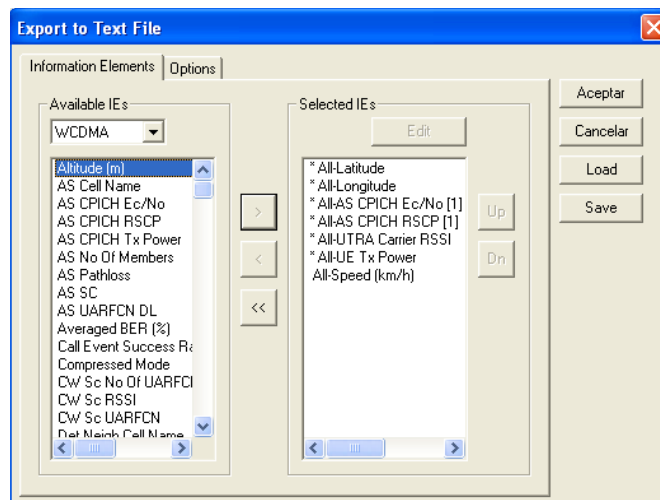 Export to Text File
Information Elements
Options
Available IEs
WCDMA
Altitude (m)
AS Cell Name
AS CPICH Ec/No
AS CPICH RSCP
AS CPICH Tx Power
AS No Of Members
AS Pathloss
AS SC
AS UARFCN DL
Averaged BER (%)
Call Event Success Ra
Compressed Mode
CW Sc No Of UARFCI
CW Sc RSSI
CW Sc UARFCN
Det Neigh Cell Name
>
<
<<
Selected IEs
Edit
* All-Latitude
* All-Longitude
* All-AS CPICH Ec/No [1]
* All-AS CPICH RSCP [1]
* All-UTRA Carrier RSSI
* All-UE Tx Power
All-Speed (km/h)
Up
Dn
Aceptar
Cancelar
Load
Save